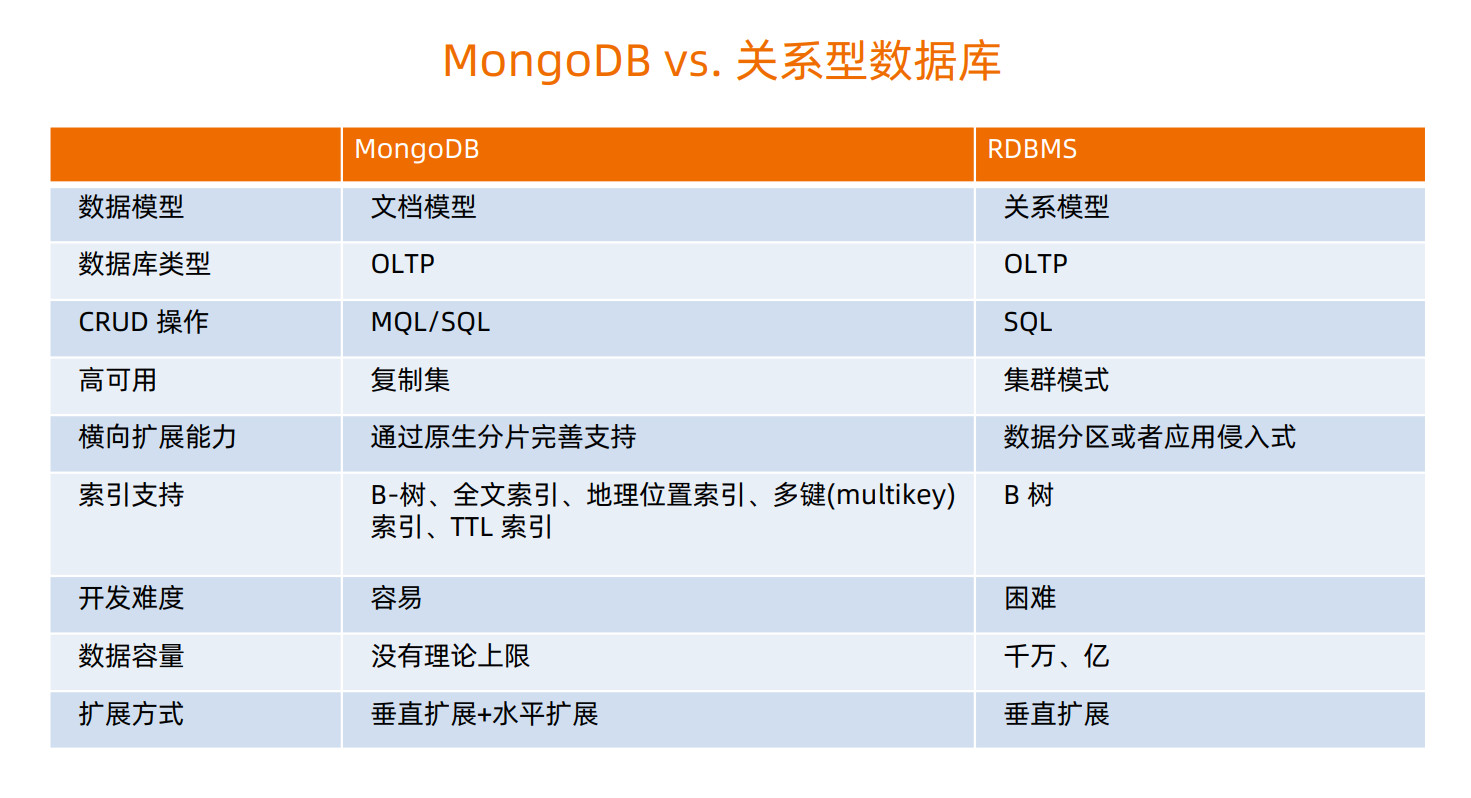 MongoDB vs. 关系型数据库
MongoDB RDBMS
数据模型 文档模型 关系模型
数据库类型 OLTP OLTP
CRUD 操作 MQL/SQL SQL
高可用 复制集 集群模式
横向扩展能力 通过原生分片完善支持 数据分区或者应用侵入式
索引支持 B-树、全文索引、地理位置索引、多键(multikey) B 树
索引、TTL 索引
开发难度 容易 困难
数据容量 没有理论上限 千万、亿
扩展方式 垂直扩展+水平扩展 垂直扩展